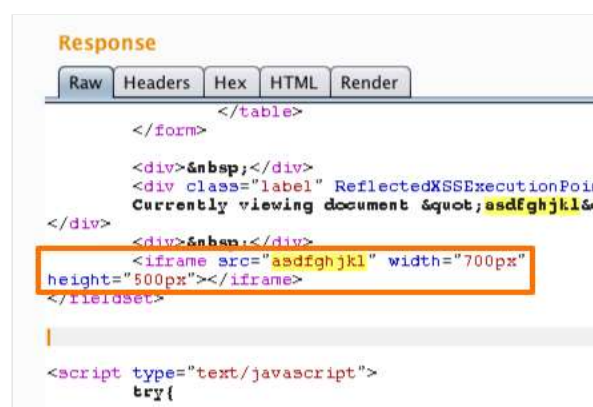 Response
Raw Headers Hex HTML Render
</table>
</form>
<div>&nbsp;</div>
<div class="label" ReflectedXSSExecutionPoi
Currently viewing document &quot;asdfghjkl&
</div>
<div>&nbsp;</div>
<iframe src="asdfghjkl" width="700px"
height="500px"></iframe>
</fieldset>
<script type="text/javascript">
try{